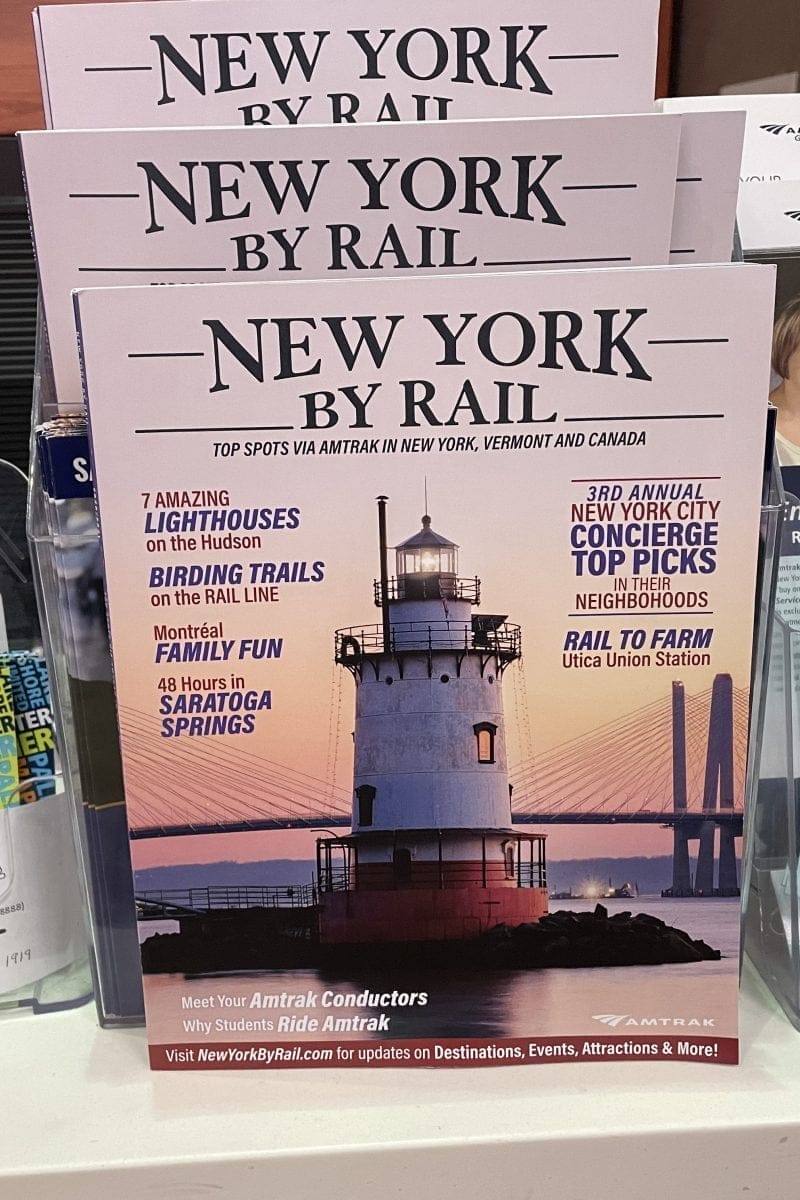 NEW YORK
BY RAIL
NEW YORK
BY RAIL
NEW YORK
BY RAIL
TOP SPOTS VIA AMTRAK IN NEW YORK, VERMONT AND CANADA
7 AMAZING
LIGHTHOUSES
on the Hudson
BIRDING TRAILS
on the RAIL LINE
Montréal
FAMILY FUN
48 Hours in
SARATOGA
SPRINGS
3RD ANNUAL
NEW YORK CITY
CONCIERGE
TOP PICKS
IN THEIR
NEIGHBOHOODS
RAIL TO FARM
Utica Union Station
Meet Your Amtrak Conductors
Why Students Ride Amtrak
AMTRAK
Visit NewYorkByRail.com for updates on Destinations, Events, Attractions & More!
1919